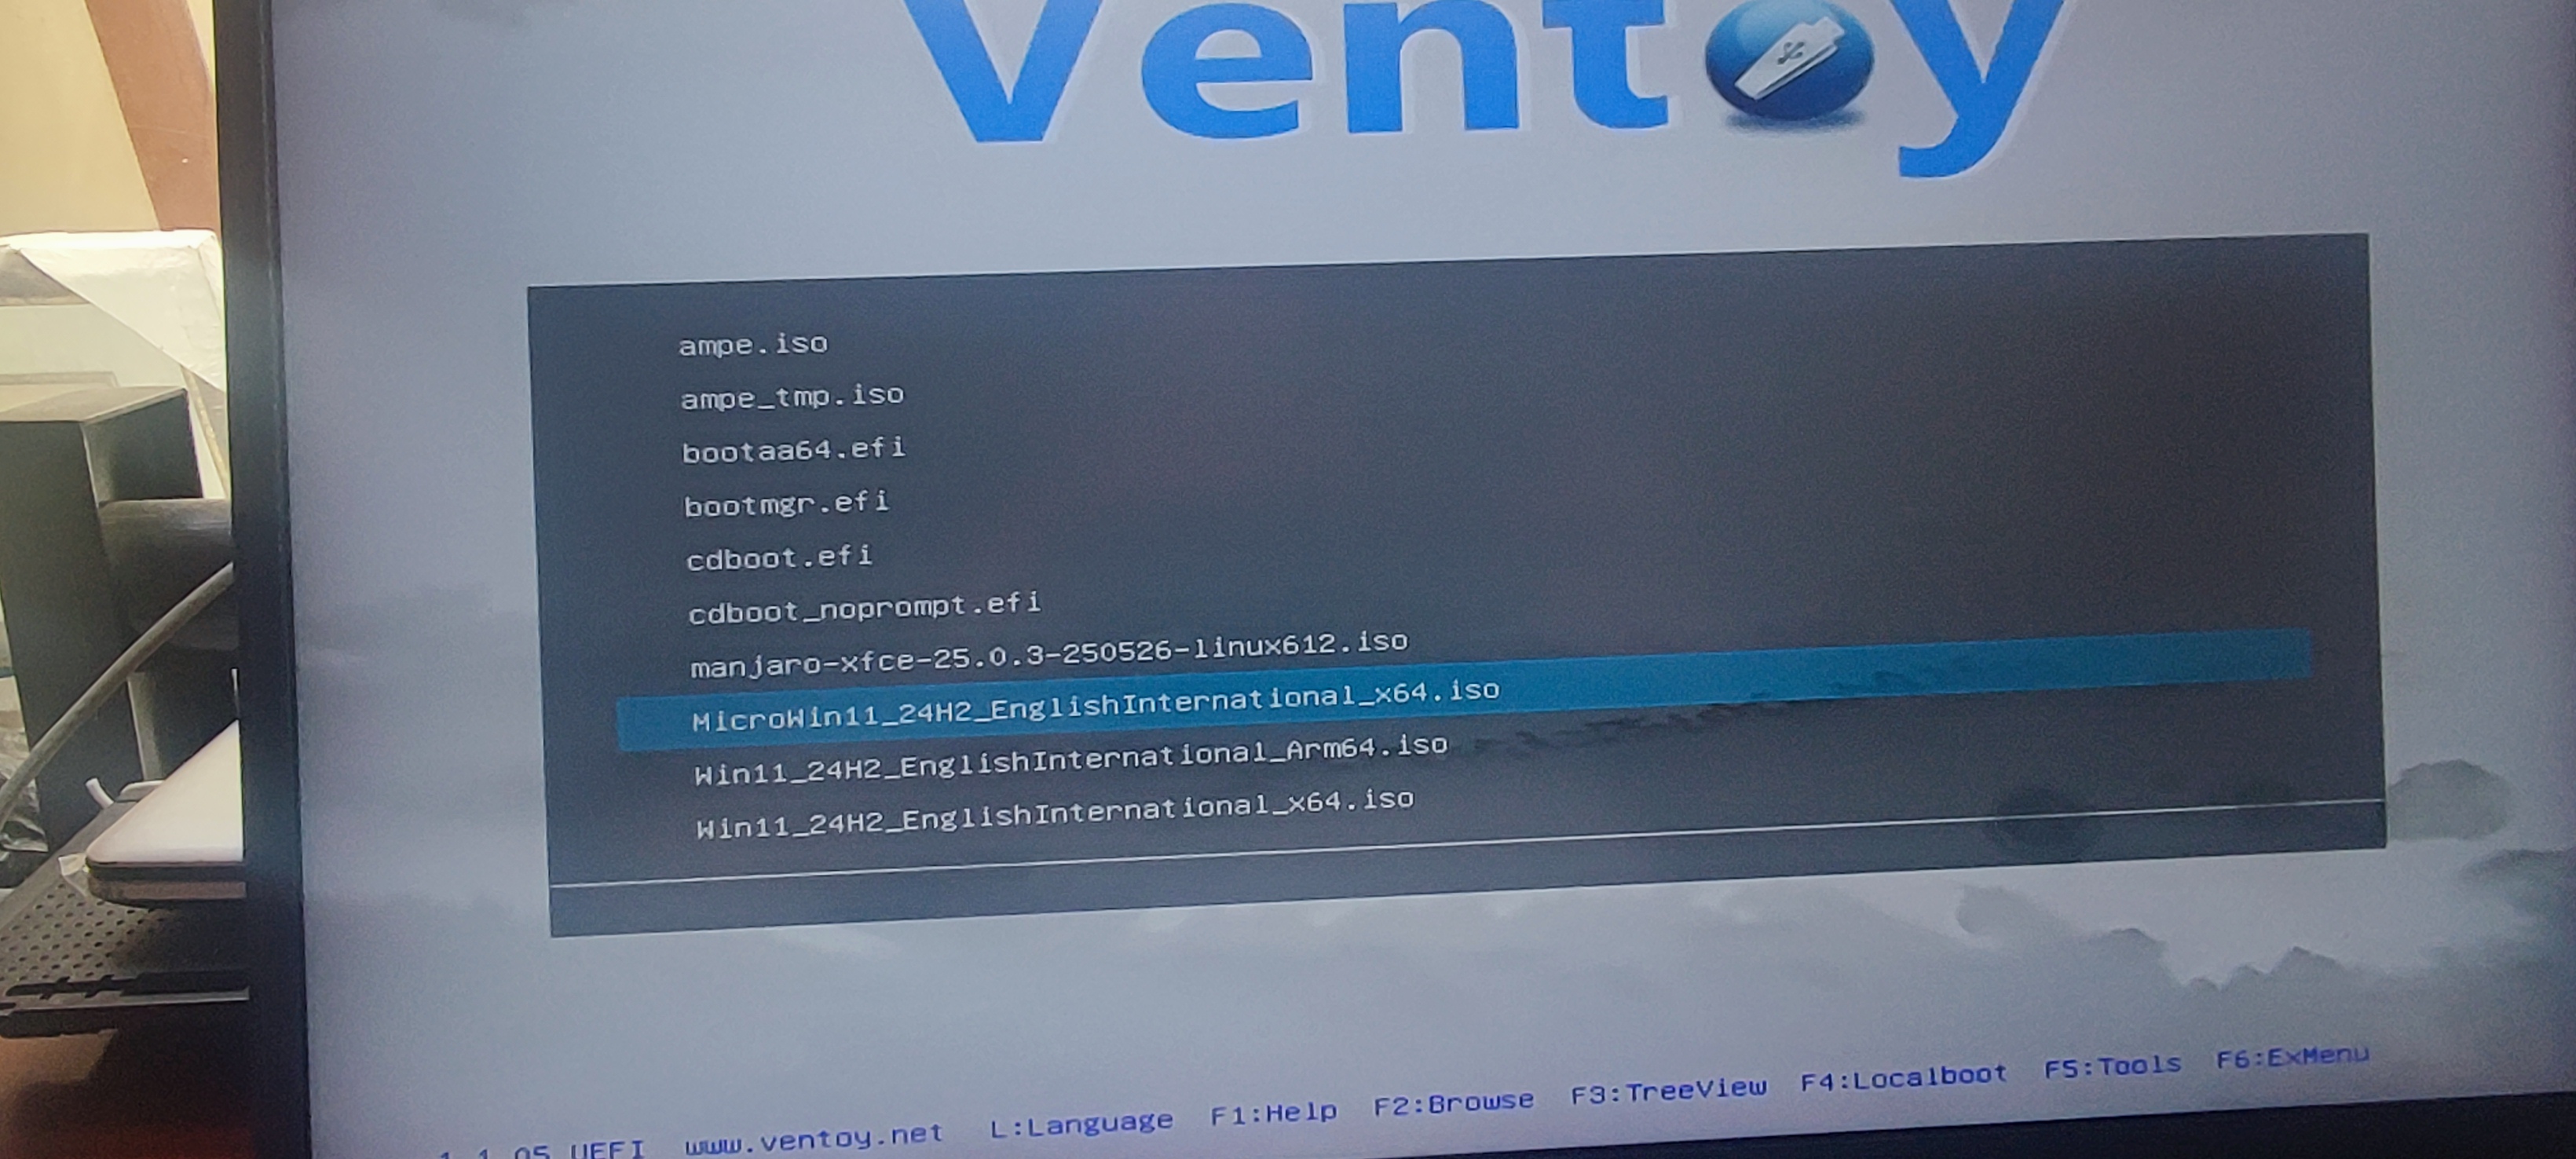 Ventoy
ampe.iso
ampe_tmp.iso
bootaa64.efi
bootmgr.efi
cdboot.efi
cdboot_noprompt.efi
manjaro-xfce-25.0.3-250526-linux612.iso
MicroWin11_24H2_EnglishInternational_x64.iso
Win11_24H2_EnglishInternational_Arm64.iso
Win11_24H2_EnglishInternational_x64.iso
1.1.05 UEFI www.ventoy.net L:Language F1:Help F2:Browse F3:TreeView F4:Localboot F5:Tools F6:ExMenu